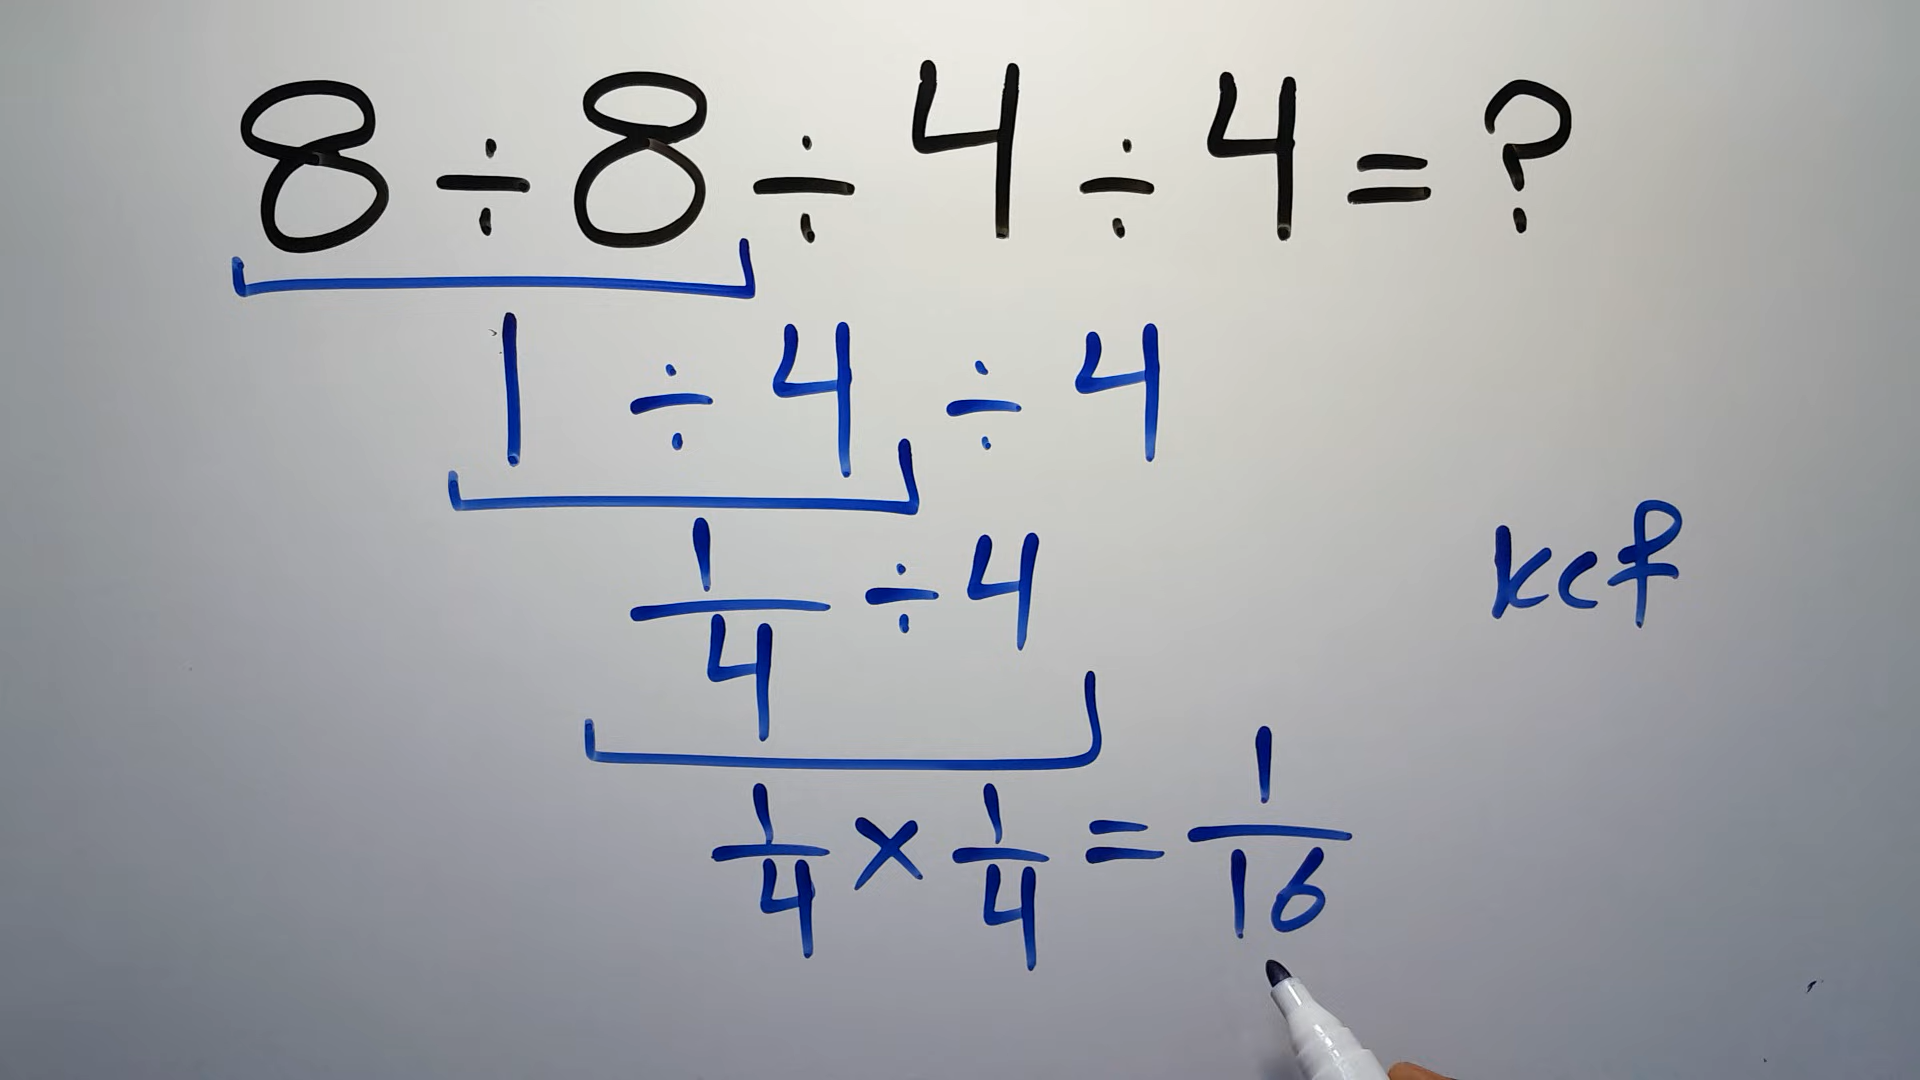 8 ÷ 8 ÷ 4 ÷ 4 = ?
1 ÷ 4 ÷ 4
1/4 ÷ 4
kcf
1/4 × 1/4 = 1/16